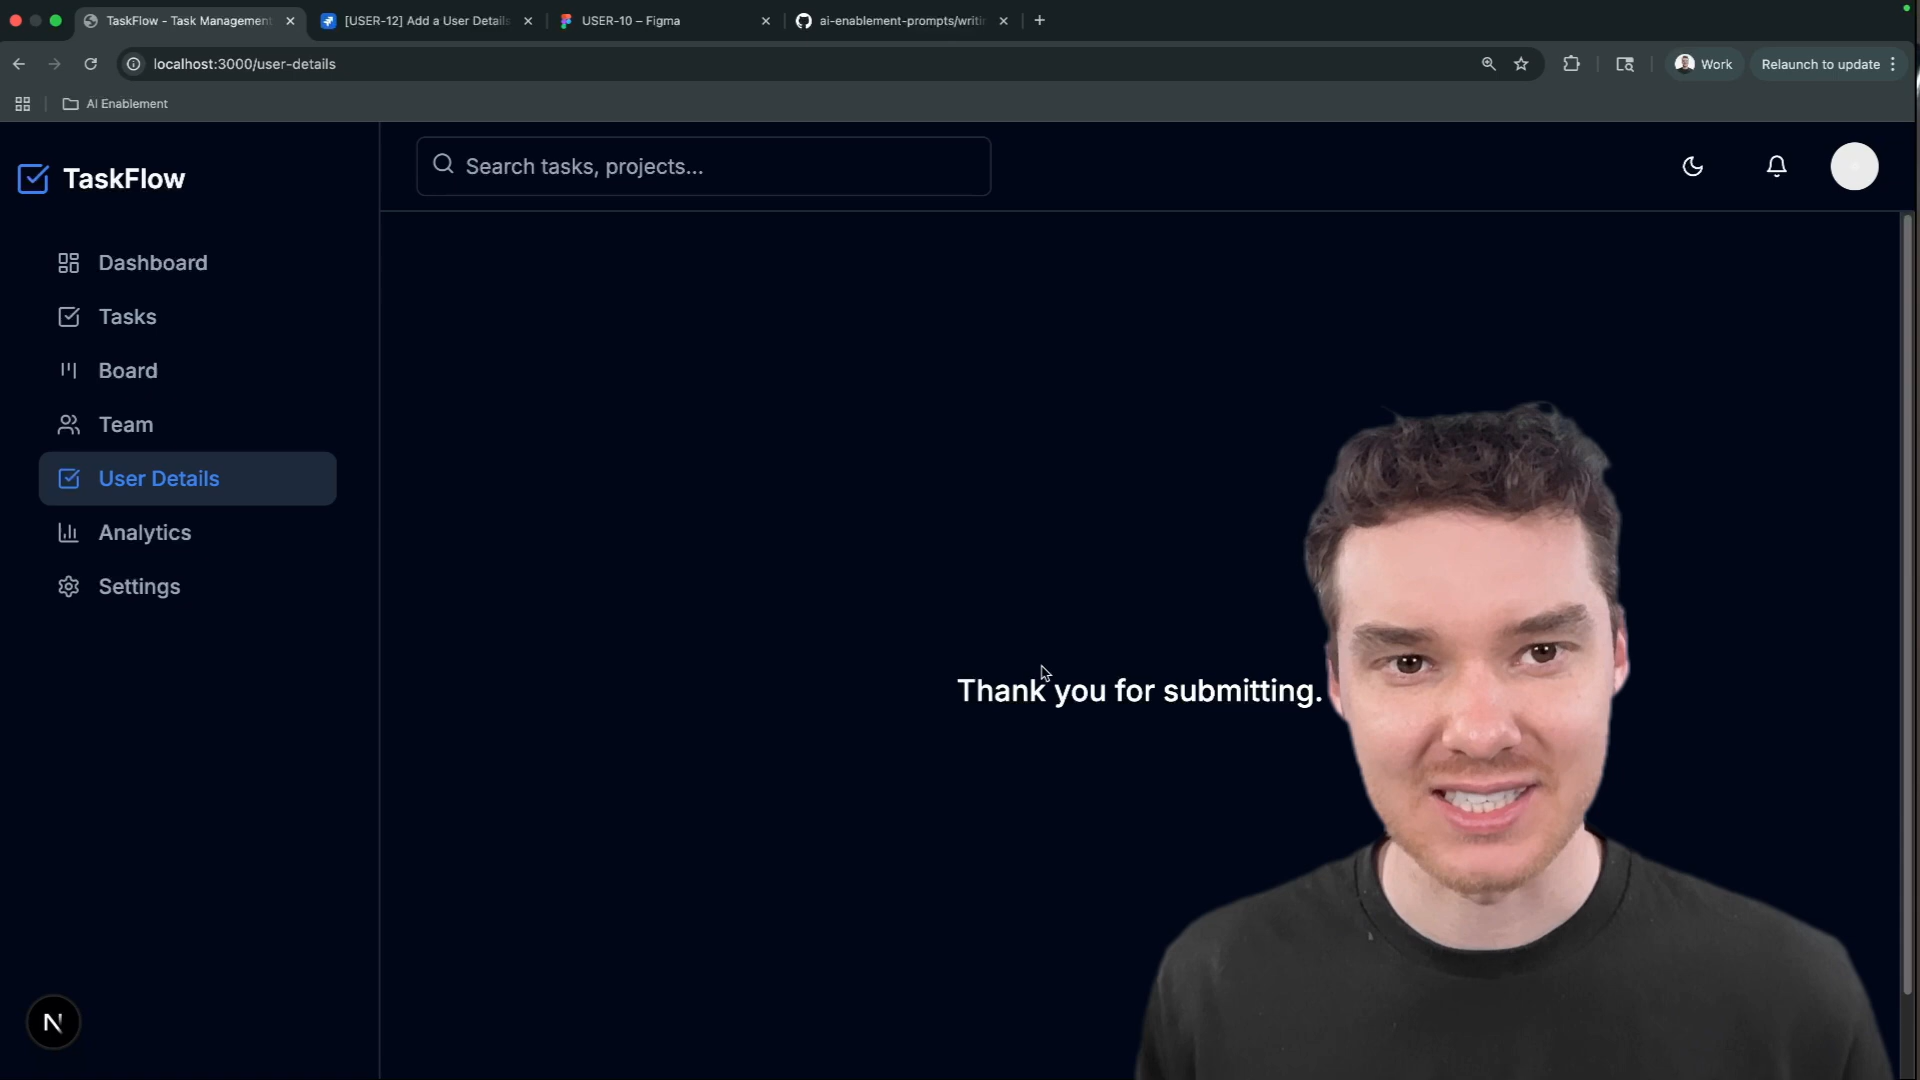 TaskFlow - Task Management
[USER-12] Add a User Details
USER-10 – Figma
ai-enablement-prompts/writi
localhost:3000/user-details
Work
Relaunch to update
AI Enablement
TaskFlow
Search tasks, projects...
Dashboard
Tasks
Board
Team
User Details
Analytics
Settings
Thank you for submitting.
N